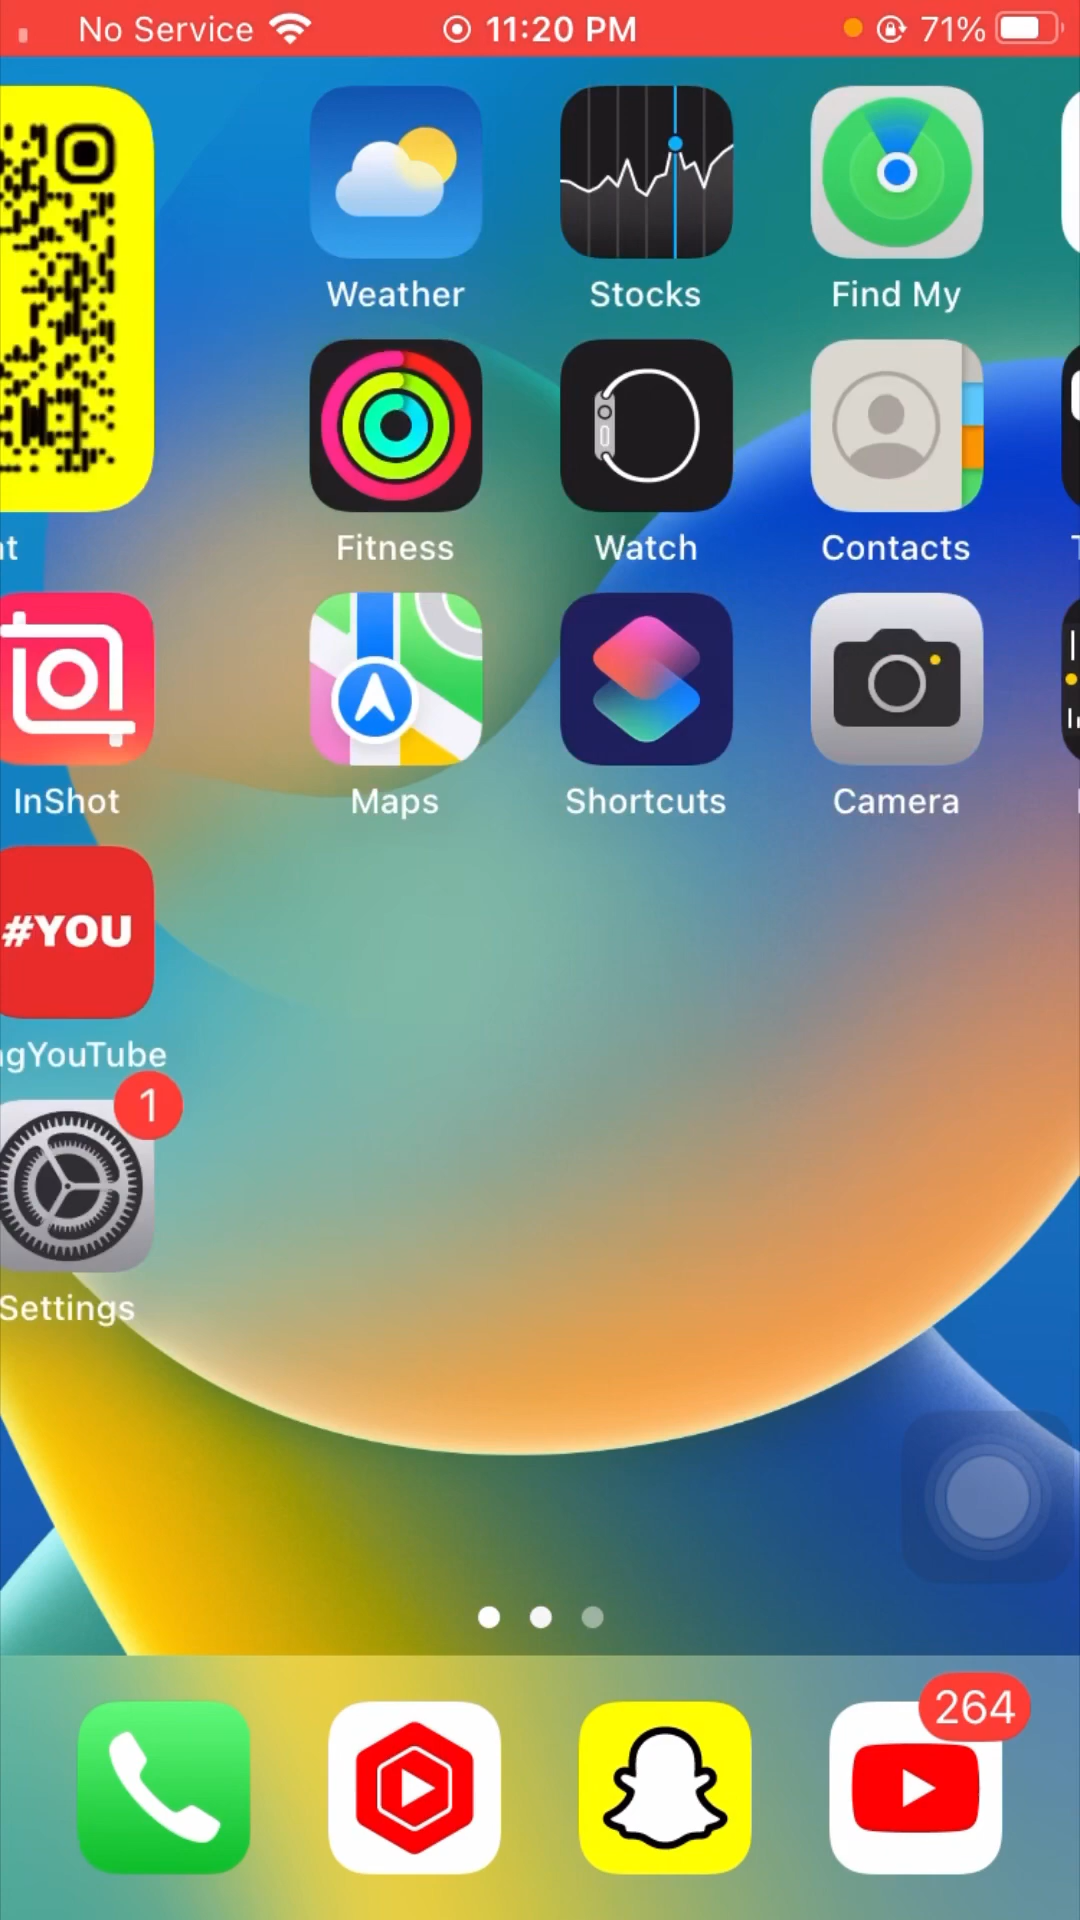 No Service 11:20 PM 71%
Weather Stocks Find My
Fitness Watch Contacts
InShot Maps Shortcuts Camera
#YOU
gYouTube
1
Settings
264